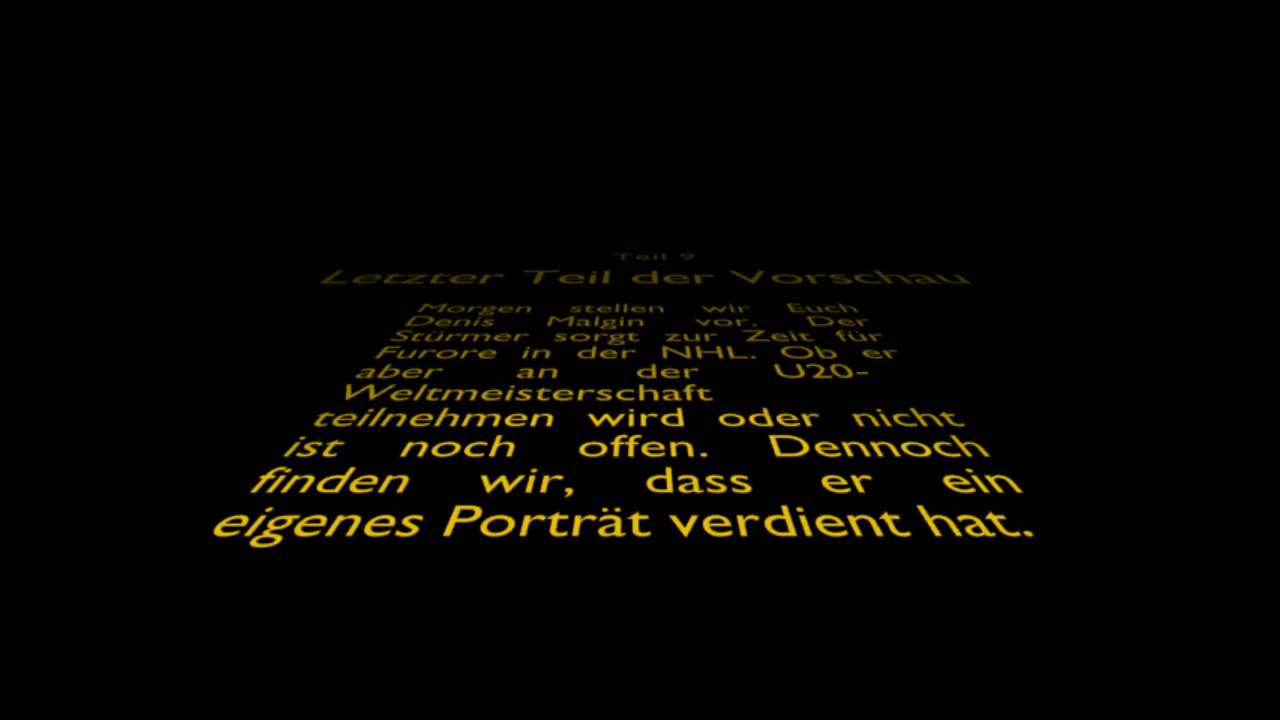 Teil 9
Letzter Teil der Vorschau
Morgen stellen wir Euch
Denis Malgin vor. Der
Stürmer sorgt zur Zeit für
Furore in der NHL. Ob er
aber an der U20-
Weltmeisterschaft
teilnehmen wird oder nicht
ist noch offen. Dennoch
finden wir, dass er ein
eigenes Porträt verdient hat.